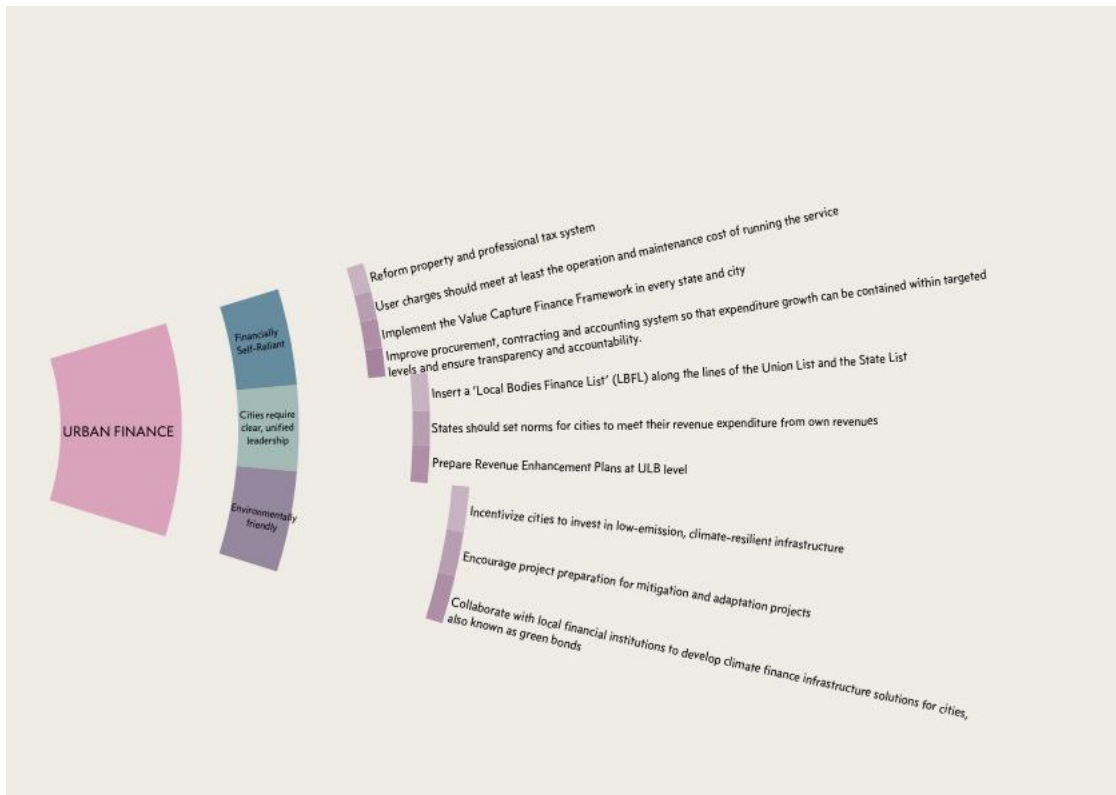 URBAN FINANCE
Financially
Self-Reliant
Reform property and professional tax system
User charges should meet at least the operation and maintenance cost of running the service
Implement the Value Capture Finance Framework in every state and city
Improve procurement, contracting and accounting system so that expenditure growth can be contained within targeted
levels and ensure transparency and accountability.
Cities require
clear, unified
leadership
Insert a 'Local Bodies Finance List' (LBFL) along the lines of the Union List and the State List
States should set norms for cities to meet their revenue expenditure from own revenues
Prepare Revenue Enhancement Plans at ULB level
Environmentally
friendly
Incentivize cities to invest in low-emission, climate-resilient infrastructure
Encourage project preparation for mitigation and adaptation projects
Collaborate with local financial institutions to develop climate finance infrastructure solutions for cities,
also known as green bonds